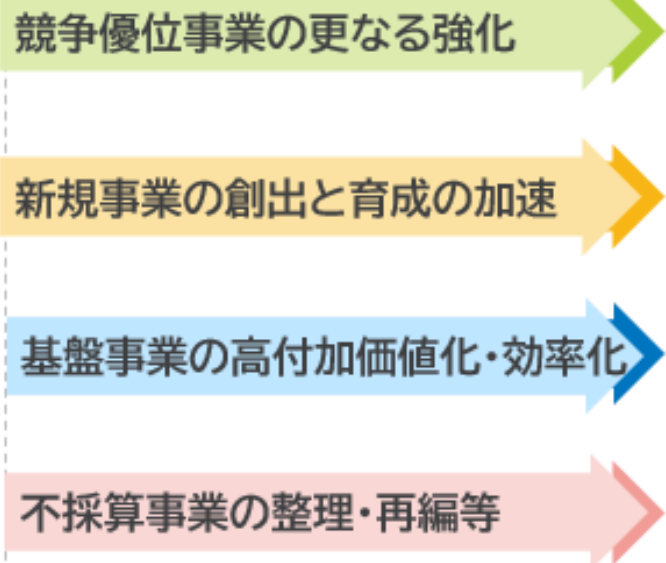 競争優位事業の更なる強化
新規事業の創出と育成の加速
基盤事業の高付加価値化・効率化
不採算事業の整理・再編等